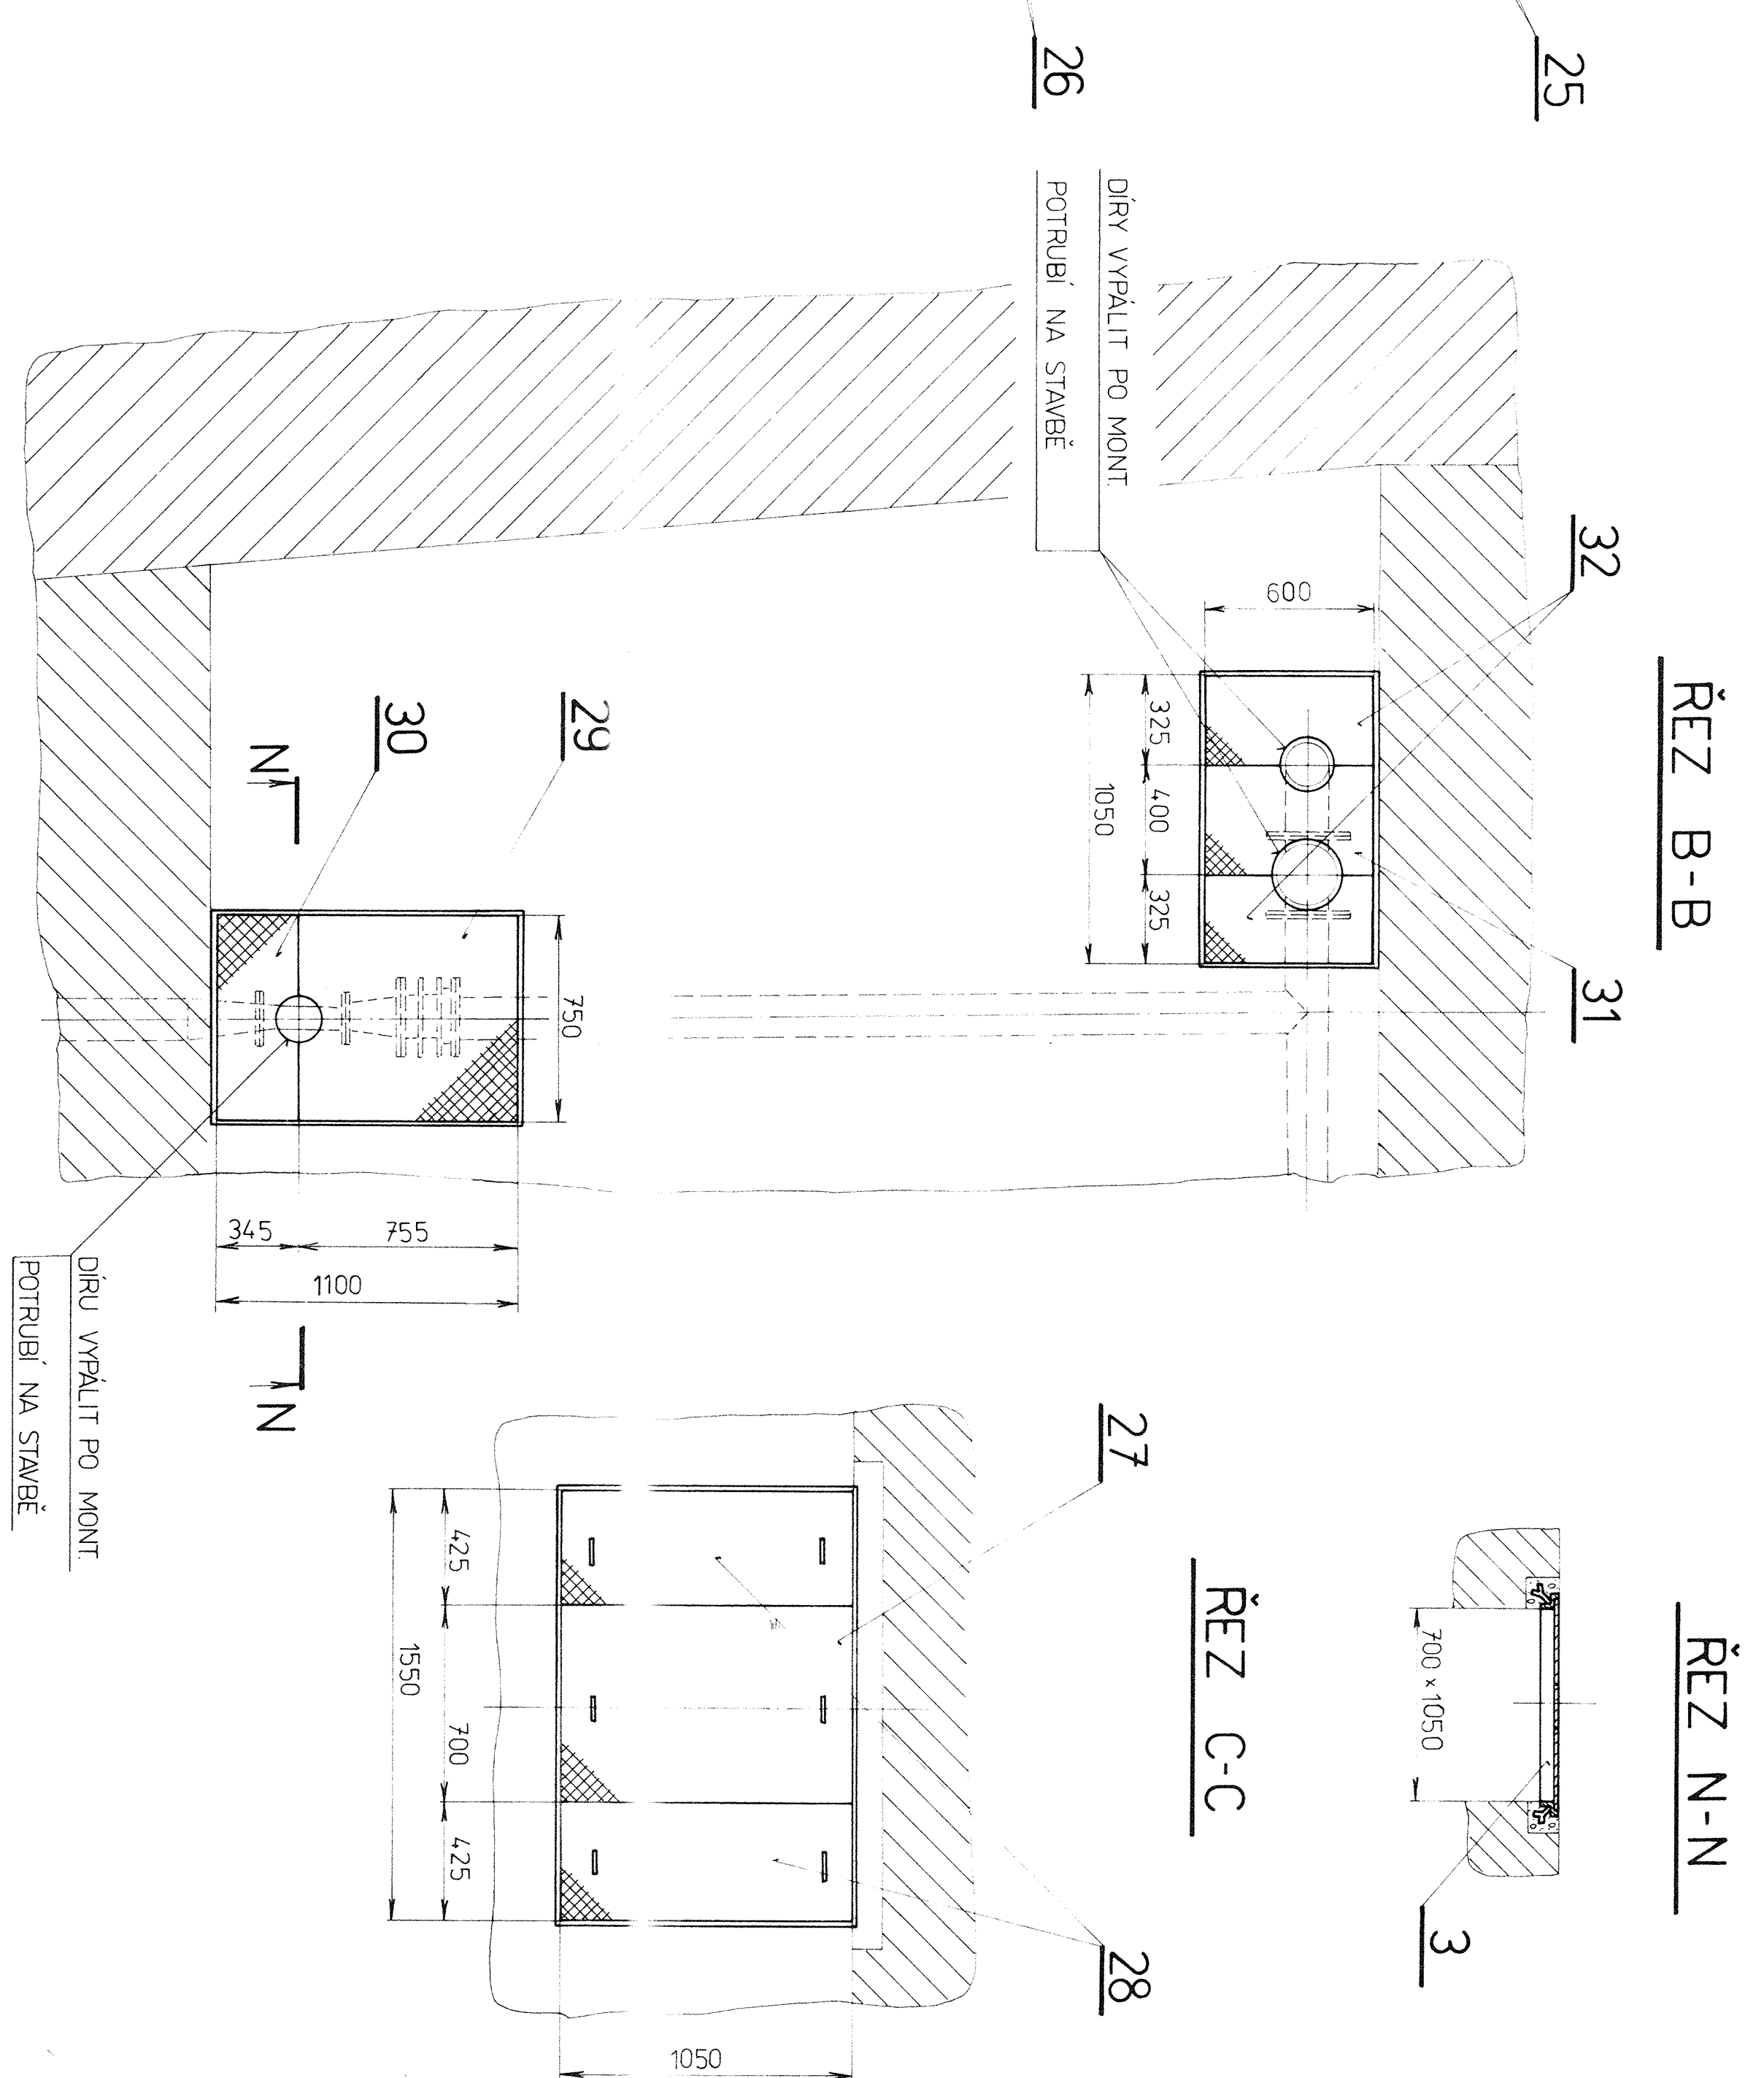 25
26
DÍRY VYPÁLIT PO MONT.
POTRUBÍ NA STAVBĚ
ŘEZ B-B
32
31
600
325
400
325
1050
29
30
N
N
750
345
755
1100
DÍRU VYPÁLIT PO MONT.
POTRUBÍ NA STAVBĚ
ŘEZ N-N
700 x 1050
3
ŘEZ C-C
27
28
425
700
425
1550
1050